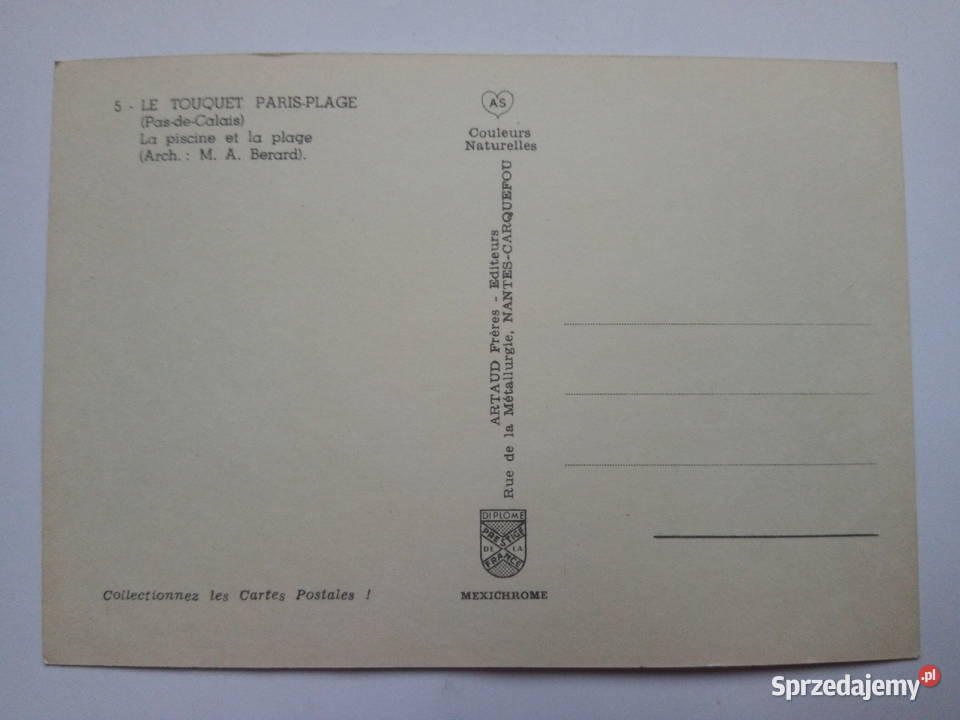 5 - LE TOUQUET PARIS-PLAGE
(Pas-de-Calais)
La piscine et la plage
(Arch. : M. A. Berard).
AS
Couleurs
Naturelles
ARTAUD Frères - Editeurs
Rue de la Métallurgie, NANTES-CARQUEFOU
DIPLOME
PRESTIGE
DE LA
FRANCE
MEXICHROME
Collectionnez les Cartes Postales !
Sprzedajemy.pl